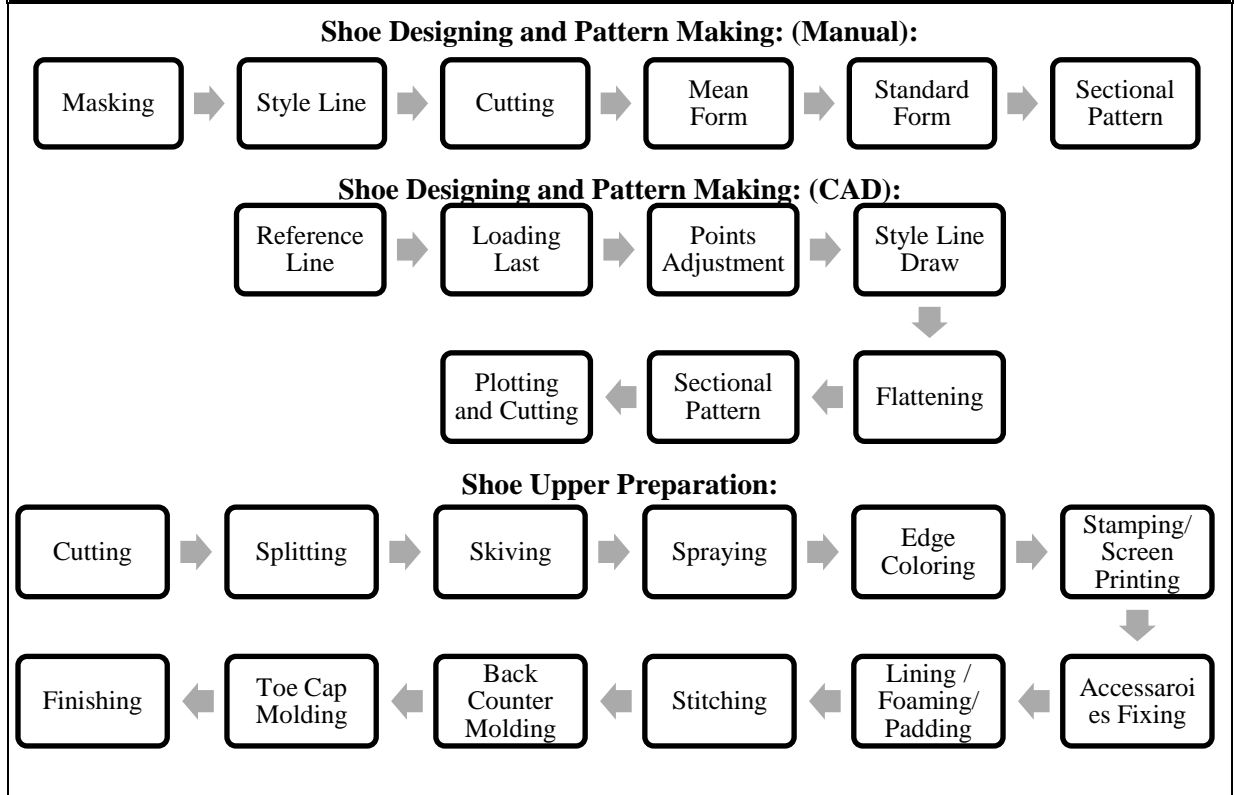 Shoe Designing and Pattern Making: (Manual):
Masking
Style Line
Cutting
Mean
Form
Standard
Form
Sectional
Pattern
Shoe Designing and Pattern Making: (CAD):
Reference
Line
Loading
Last
Points
Adjustment
Style Line
Draw
Flattening
Sectional
Pattern
Plotting
and Cutting
Shoe Upper Preparation:
Cutting
Splitting
Skiving
Spraying
Edge
Coloring
Stamping/
Screen
Printing
Accessaroi
es Fixing
Lining /
Foaming/
Padding
Stitching
Back
Counter
Molding
Toe Cap
Molding
Finishing